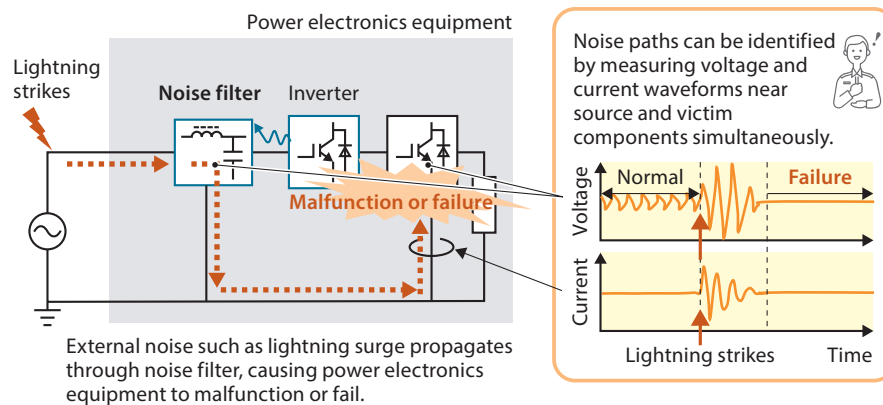 Power electronics equipment
Lightning
strikes
Noise filter
Inverter
Malfunction or failure
External noise such as lightning surge propagates
through noise filter, causing power electronics
equipment to malfunction or fail.
Noise paths can be identified
by measuring voltage and
current waveforms near
source and victim
components simultaneously.
Voltage
Normal
Failure
Current
Lightning strikes
Time